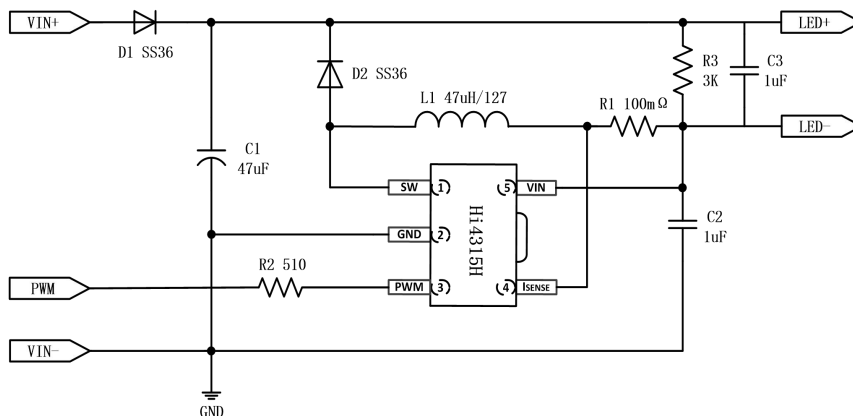 VIN+
D1 SS36
D2 SS36
LED+
R3
3K
C3
1uF
L1 47uH/127
R1 100mΩ
LED-
C1
47uF
SW
1
5
VIN
Hi4315H
GND
2
C2
1uF
R2 510
PWM
PWM
3
4
ISENSE
VIN-
GND